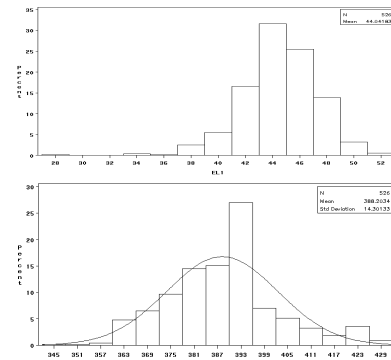 35
30
25
20
15
10
5
0
Percent
N 526
Mean 44.04183
28 30 32 34 36 38 40 42 44 46 48 50 52
ELI
30
25
20
15
10
5
0
Percent
N 526
Mean 388.2034
Std Deviation 14.30133
345 351 357 363 369 375 381 387 393 399 405 411 417 423 429